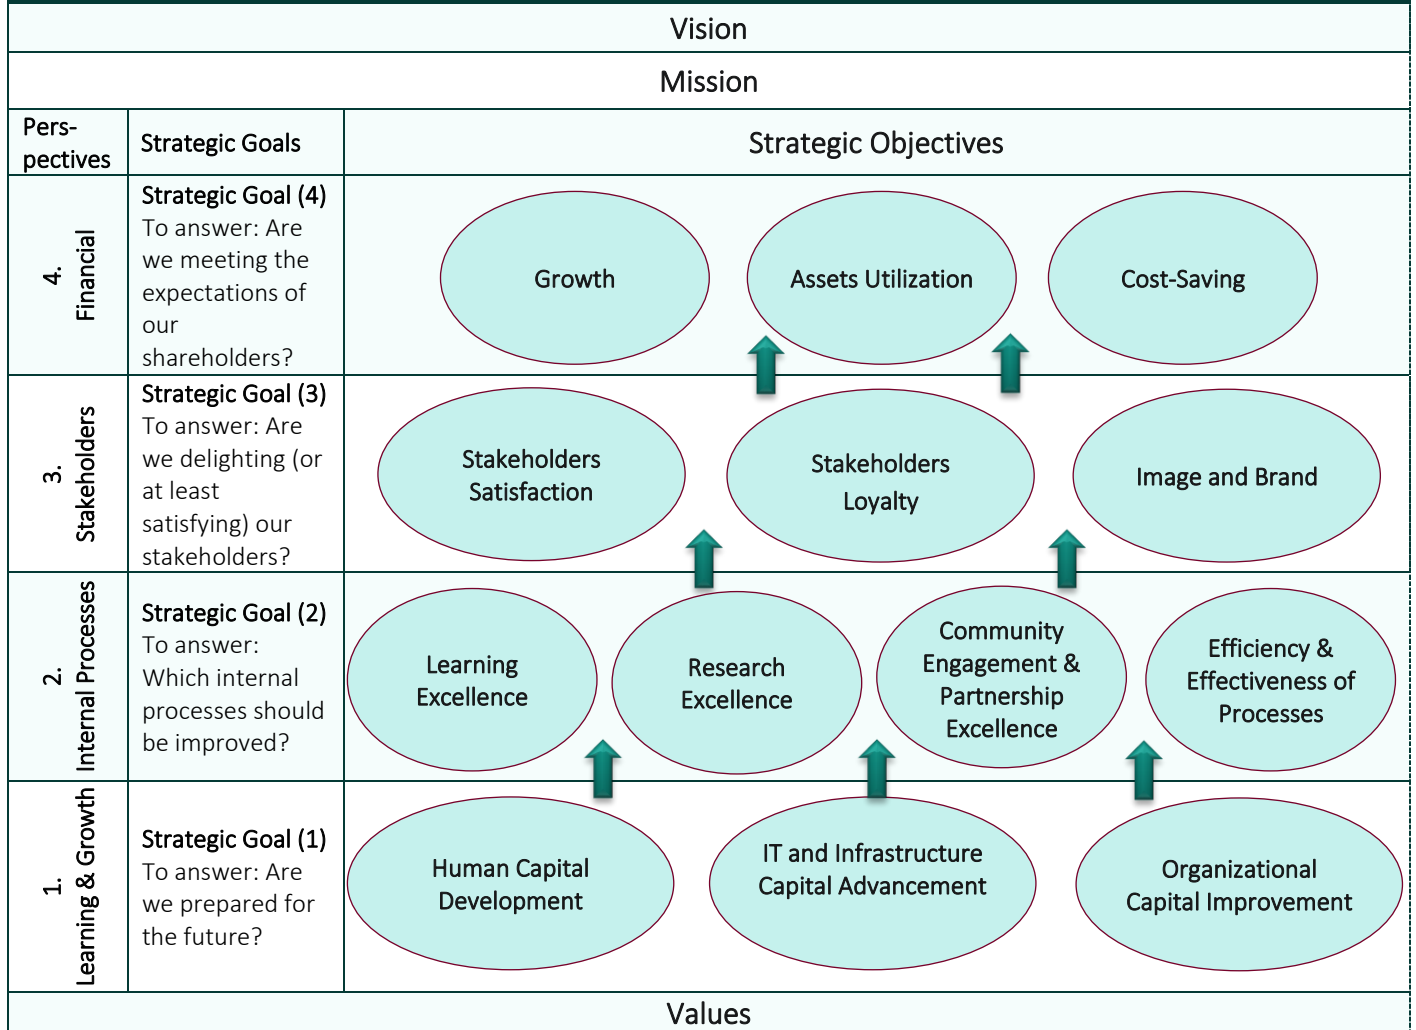 Vision
Mission
Pers-
pectives
Strategic Goals
Strategic Objectives
4.
Financial
Strategic Goal (4)
To answer: Are
we meeting the
expectations of
our
shareholders?
Growth
Assets Utilization
Cost-Saving
3.
Stakeholders
Strategic Goal (3)
To answer: Are
we delighting (or
at least
satisfying) our
stakeholders?
Stakeholders
Satisfaction
Stakeholders
Loyalty
Image and Brand
2.
Internal Processes
Strategic Goal (2)
To answer:
Which internal
processes should
be improved?
Learning
Excellence
Research
Excellence
Community
Engagement &
Partnership
Excellence
Efficiency &
Effectiveness of
Processes
1.
Learning & Growth
Strategic Goal (1)
To answer: Are
we prepared for
the future?
Human Capital
Development
IT and Infrastructure
Capital Advancement
Organizational
Capital Improvement
Values